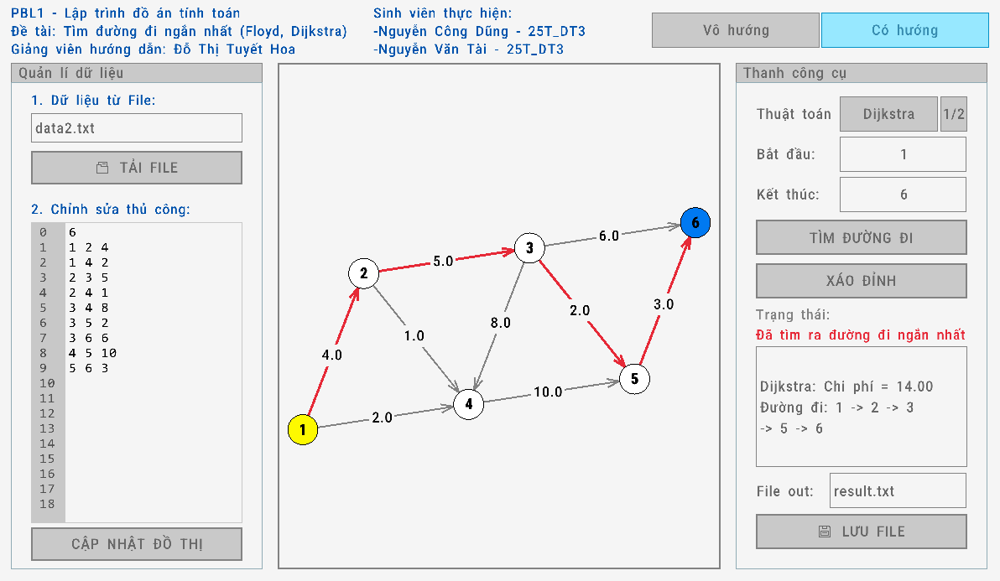 PBL1 - Lập trình đồ án tính toán
Đề tài: Tìm đường đi ngắn nhất (Floyd, Dijkstra)
Giảng viên hướng dẫn: Đỗ Thị Tuyết Hoa
Sinh viên thực hiện:
-Nguyễn Công Dũng - 25T_DT3
-Nguyễn Văn Tài - 25T_DT3
Vô hướng
Có hướng
Quản lí dữ liệu
1. Dữ liệu từ File:
data2.txt
TẢI FILE
2. Chỉnh sửa thủ công:
0 6
1 1 2 4
2 1 4 2
3 2 3 5
4 2 4 1
5 3 4 8
6 3 5 2
7 3 6 6
8 4 5 10
9 5 6 3
10
11
12
13
14
15
16
17
18
CẬP NHẬT ĐỒ THỊ
6
6.0
3
5.0
2
2.0
3.0
8.0
1.0
4.0
5
10.0
4
2.0
1
Thanh công cụ
Thuật toán
Dijkstra
1/2
Bắt đầu:
1
Kết thúc:
6
TÌM ĐƯỜNG ĐI
XÁO ĐỈNH
Trạng thái:
Đã tìm ra đường đi ngắn nhất
Dijkstra: Chi phí = 14.00
Đường đi: 1 -> 2 -> 3
-> 5 -> 6
File out:
result.txt
LƯU FILE